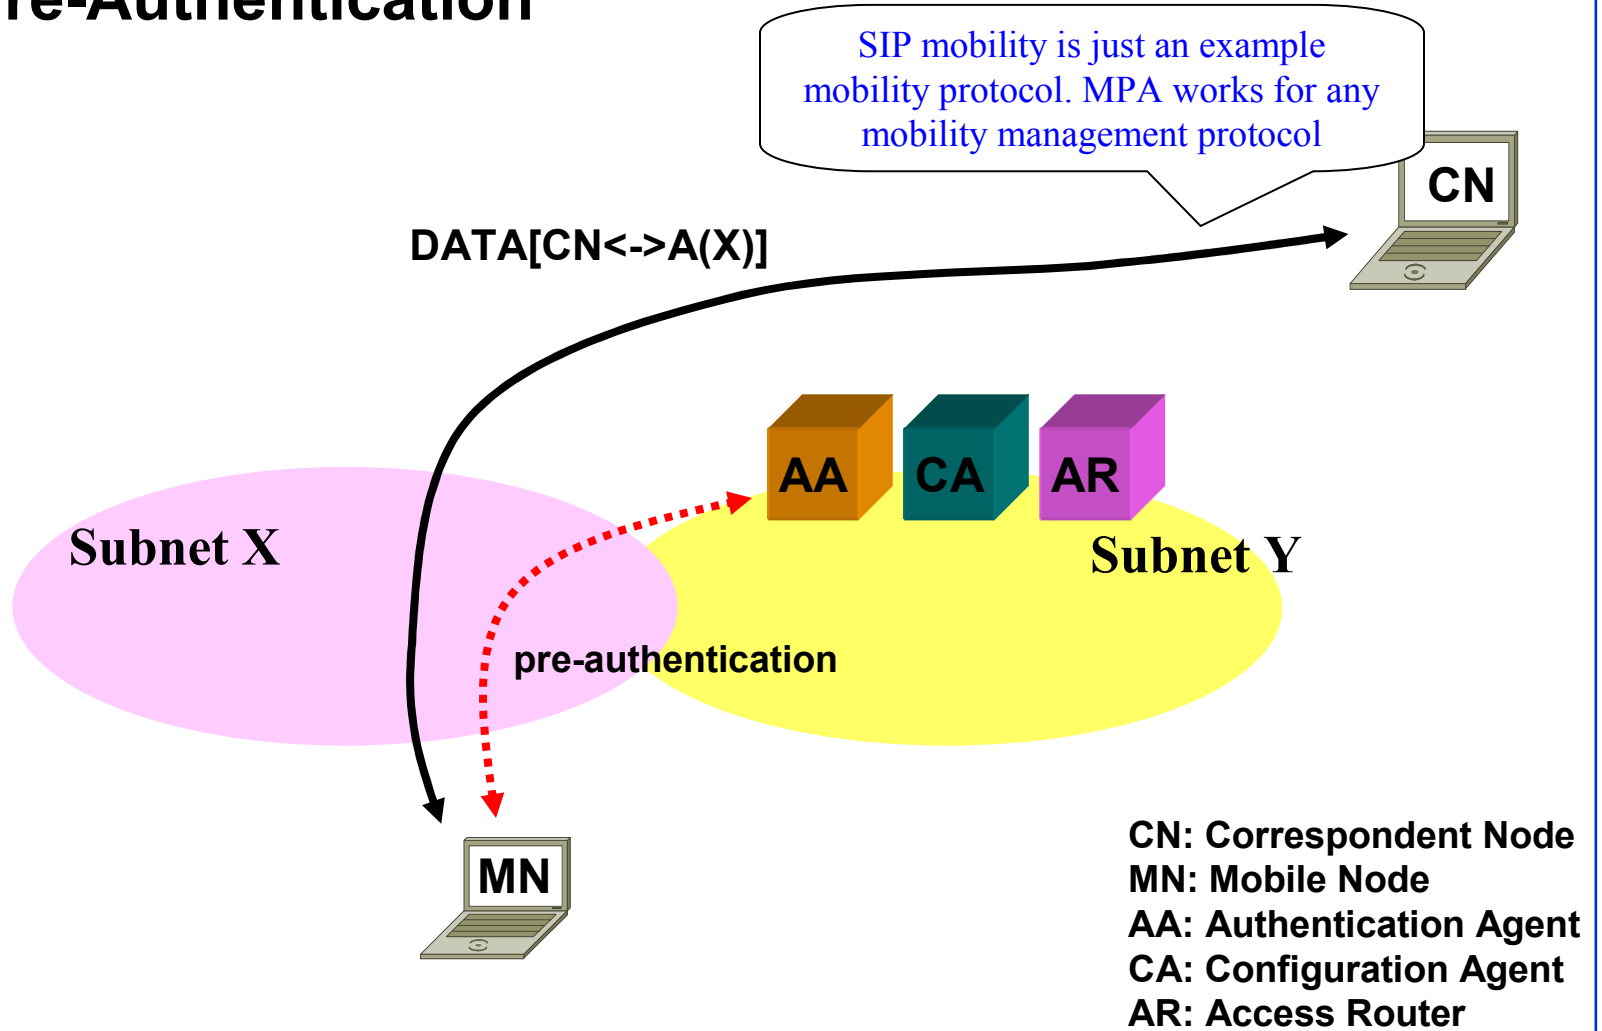 re-Authentication
SIP mobility is just an example
mobility protocol. MPA works for any
mobility management protocol
CN
DATA[CN<->A(X)]
AA
CA
AR
Subnet X
Subnet Y
pre-authentication
MN
CN: Correspondent Node
MN: Mobile Node
AA: Authentication Agent
CA: Configuration Agent
AR: Access Router